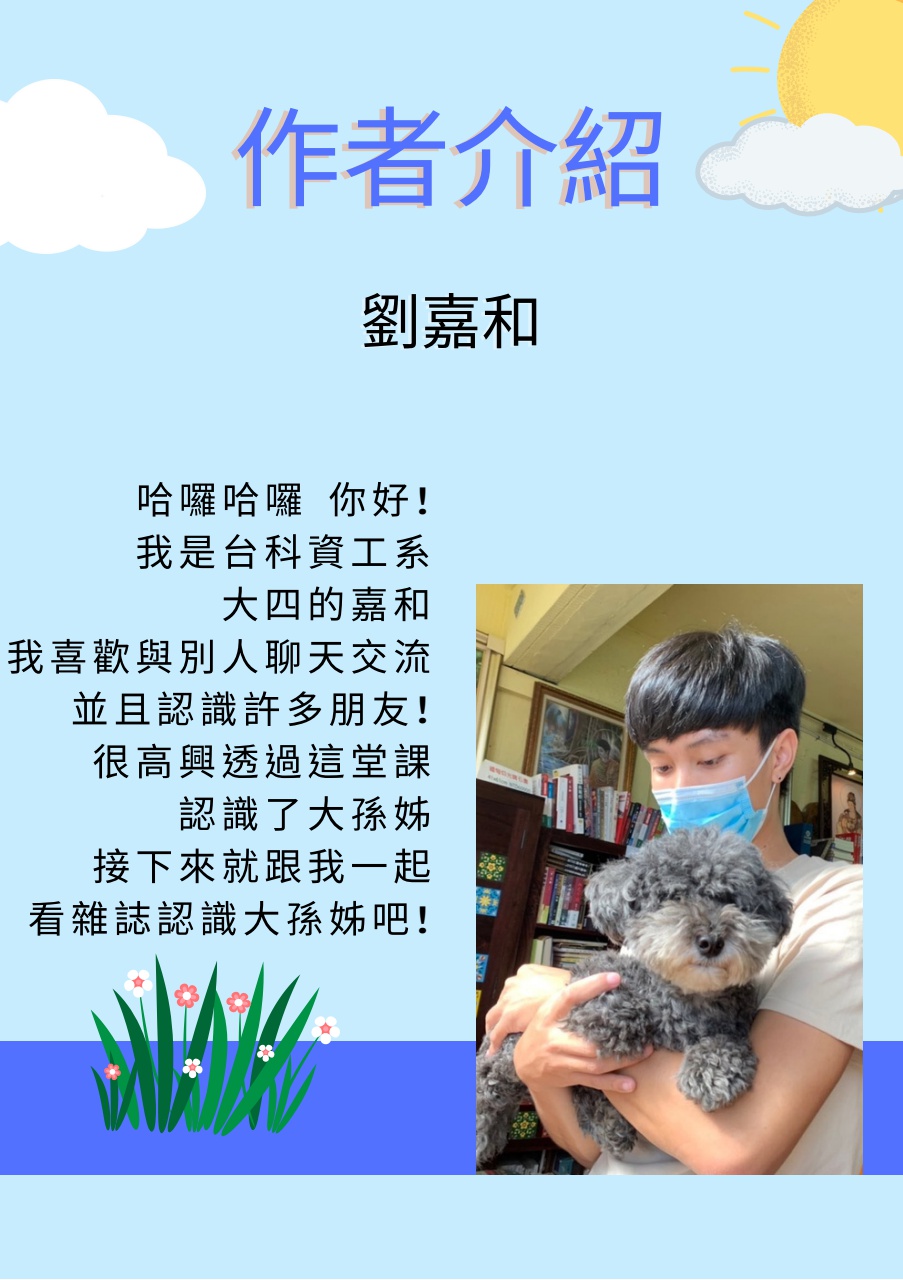 作者介紹
劉嘉和
哈囉哈囉 你好!
我是台科資工系
大四的嘉和
我喜歡與別人聊天交流
並且認識許多朋友!
很高興透過這堂課
認識了大孫姊
接下來就跟我一起
看雜誌認識大孫姊吧!